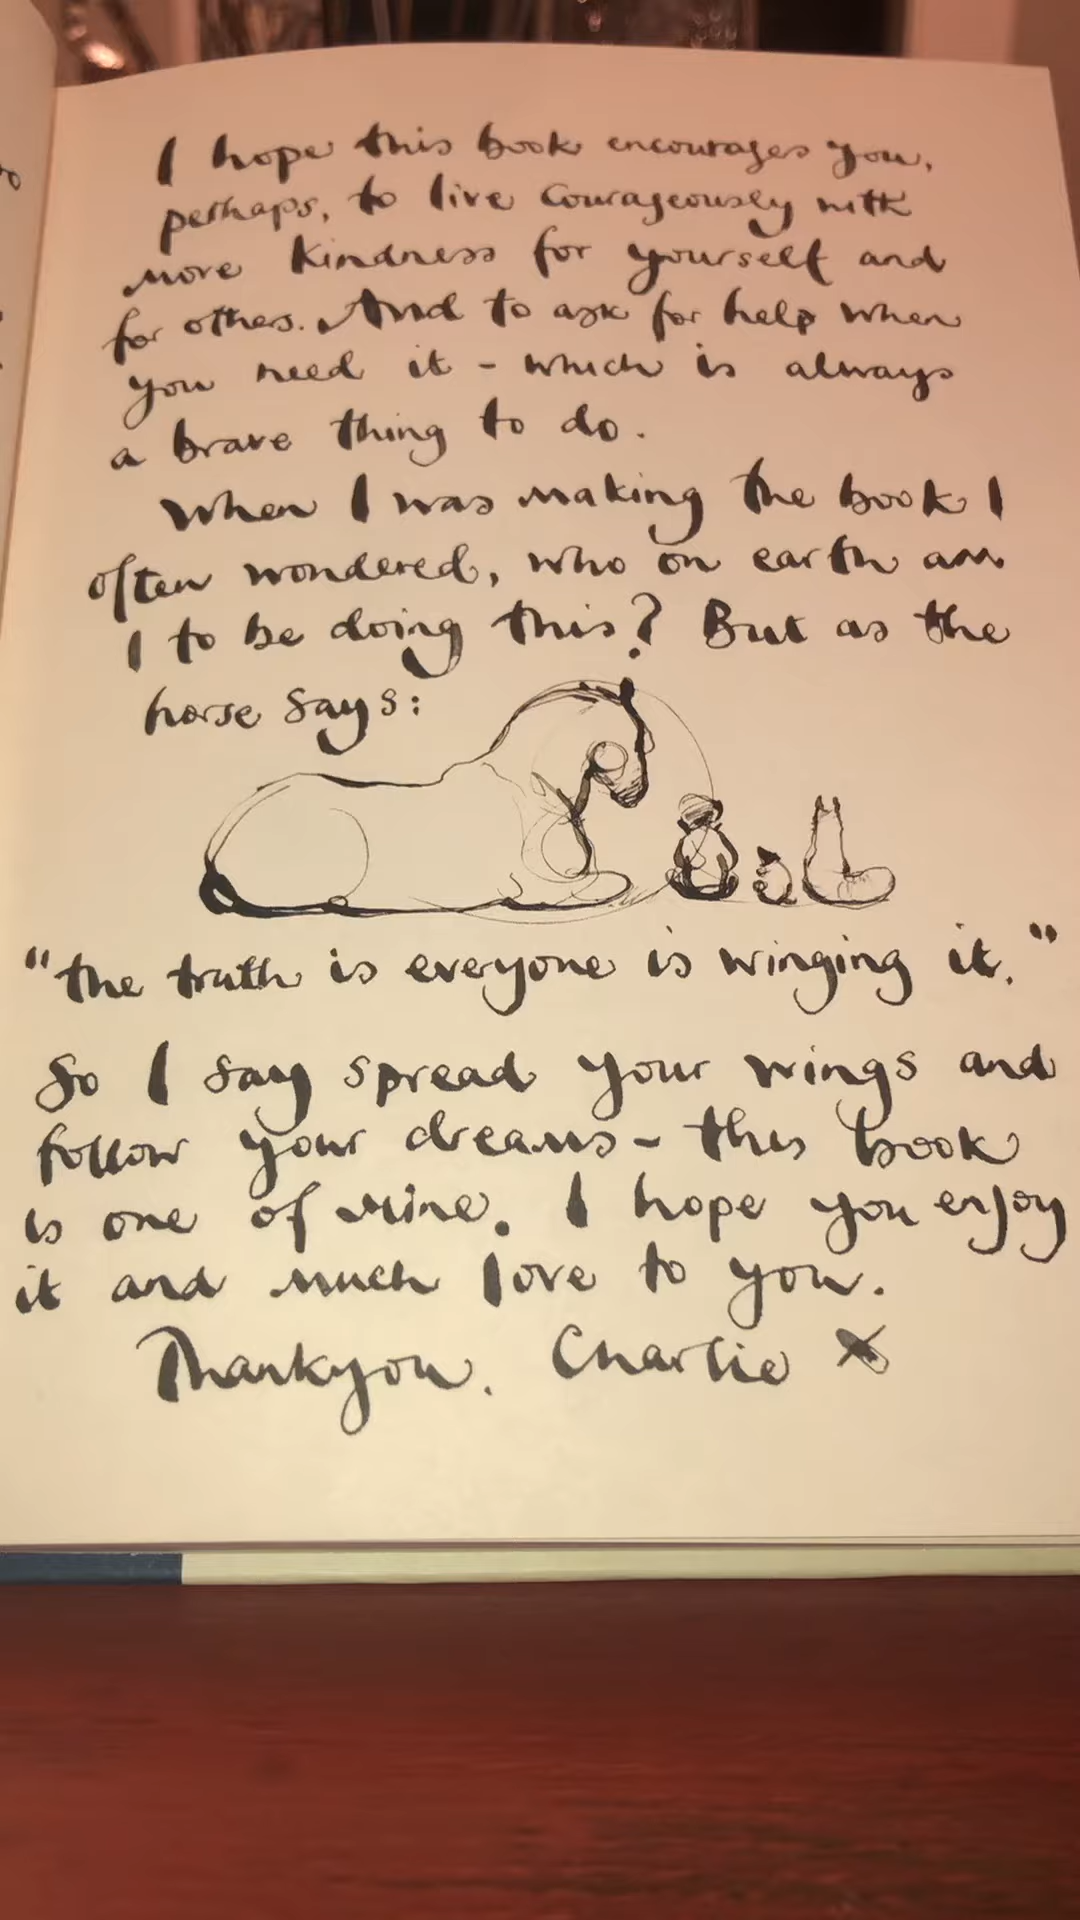 I hope this book encourages you,
perhaps, to live courageously with
more kindness for yourself and
for others. And to ask for help when
you need it - which is always
a brave thing to do.
When I was making the book I
often wondered, who on earth am
I to be doing this? But as the
horse says:
"the truth is everyone is winging it."
So I say spread your wings and
follow your dreams - this book
is one of mine. I hope you enjoy
it and much love to you.
Thankyou. Charlie x